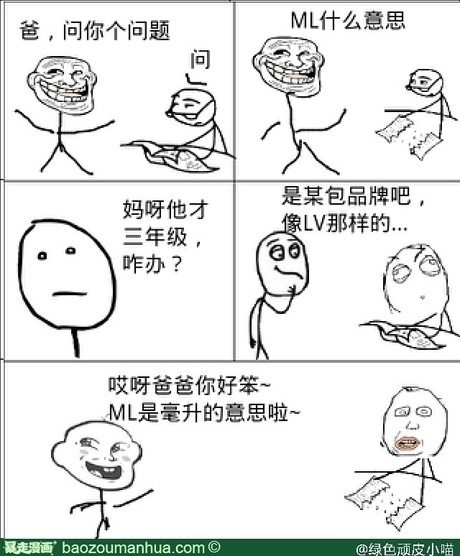 爸，问你个问题
问
ML什么意思
妈呀他才
三年级，
咋办？
是某包品牌吧，
像LV那样的...
哎呀爸爸你好笨~
ML是毫升的意思啦~
暴走漫画 baozoumanhua.com ©
@绿色顽皮小喵